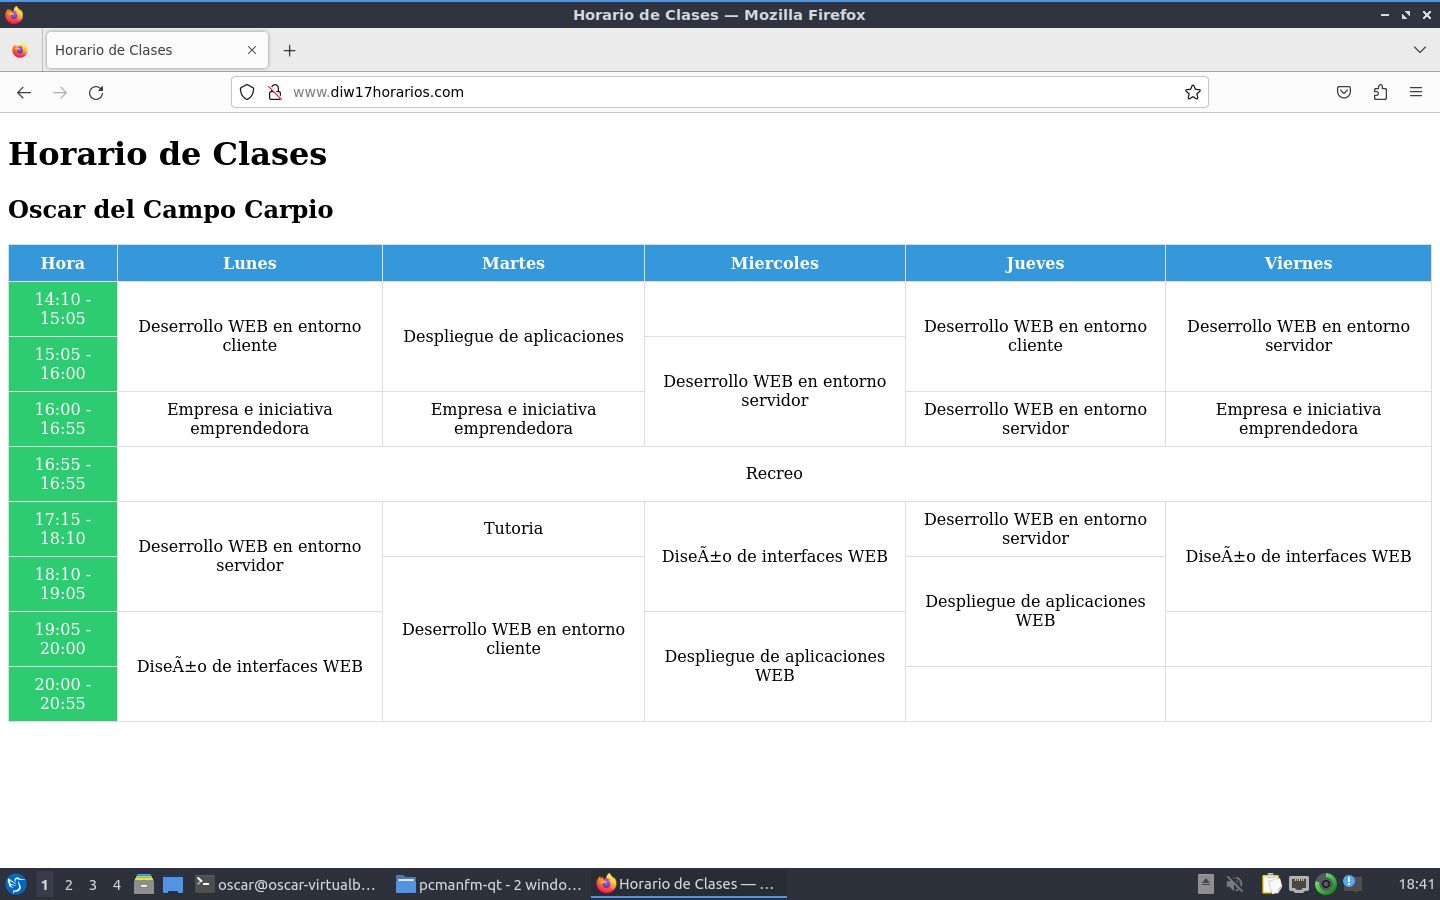 Horario de Clases — Mozilla Firefox
Horario de Clases
www.diw17horarios.com
Horario de Clases
Oscar del Campo Carpio
Hora Lunes Martes Miercoles Jueves Viernes
14:10 -
15:05
Deserrollo WEB en entorno
cliente
Despliegue de aplicaciones
Deserrollo WEB en entorno
cliente
Deserrollo WEB en entorno
servidor
15:05 -
16:00
Deserrollo WEB en entorno
servidor
16:00 -
16:55
Empresa e iniciativa
emprendedora
Empresa e iniciativa
emprendedora
Deserrollo WEB en entorno
servidor
Empresa e iniciativa
emprendedora
16:55 -
16:55
Recreo
17:15 -
18:10
Deserrollo WEB en entorno
servidor
Tutoria
DiseÃ±o de interfaces WEB
Deserrollo WEB en entorno
servidor
DiseÃ±o de interfaces WEB
18:10 -
19:05
Deserrollo WEB en entorno
cliente
Despliegue de aplicaciones
WEB
19:05 -
20:00
DiseÃ±o de interfaces WEB
Despliegue de aplicaciones
WEB
20:00 -
20:55
1 2 3 4 oscar@oscar-virtualb… pcmanfm-qt - 2 windo… Horario de Clases — … 18:41